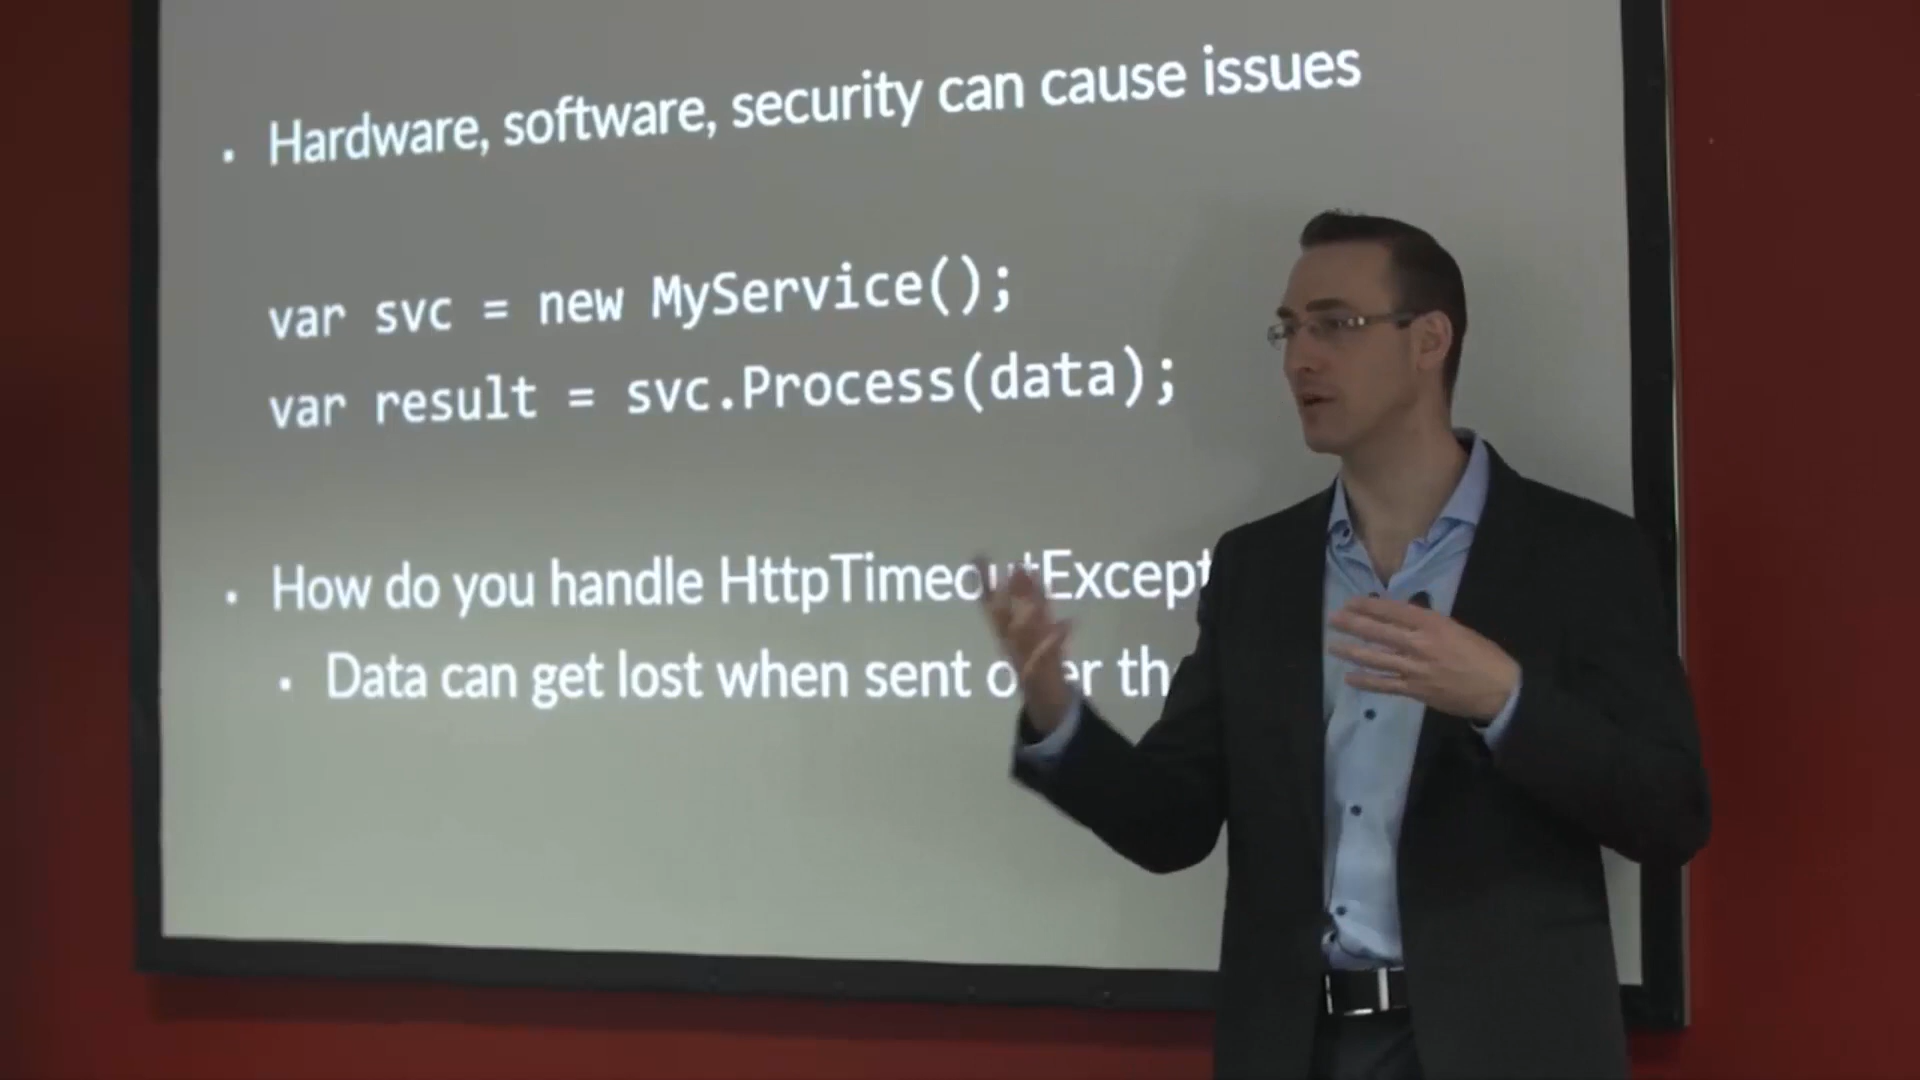 · Hardware, software, security can cause issues
var svc = new MyService();
var result = svc.Process(data);
· How do you handle
· Data can get lost when sent